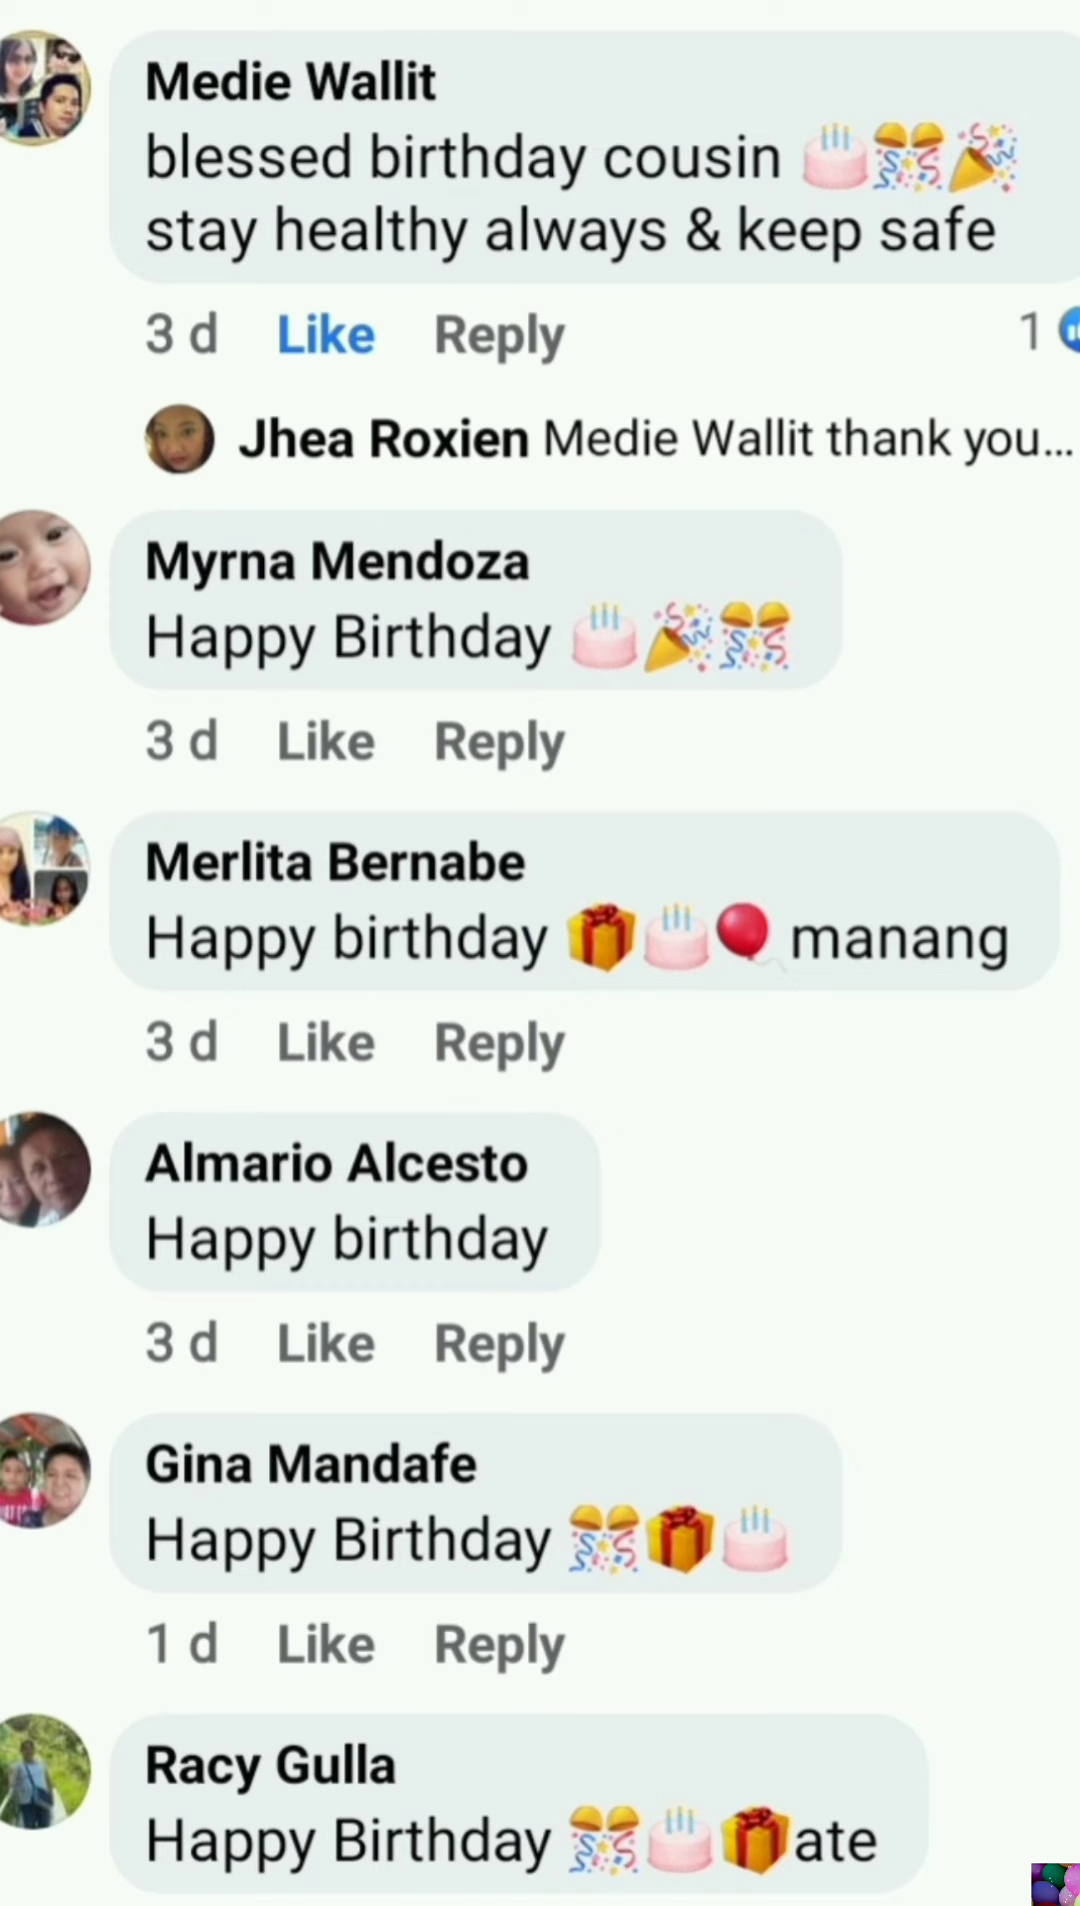 Medie Wallit
blessed birthday cousin 🎂🎊🎉
stay healthy always & keep safe
3 d Like Reply 1
Jhea Roxien Medie Wallit thank you...
Myrna Mendoza
Happy Birthday 🎂🎉🎊
3 d Like Reply
Merlita Bernabe
Happy birthday 🎁🎂🎈 manang
3 d Like Reply
Almario Alcesto
Happy birthday
3 d Like Reply
Gina Mandafe
Happy Birthday 🎊🎁🎂
1 d Like Reply
Racy Gulla
Happy Birthday 🎊🎂🎁ate